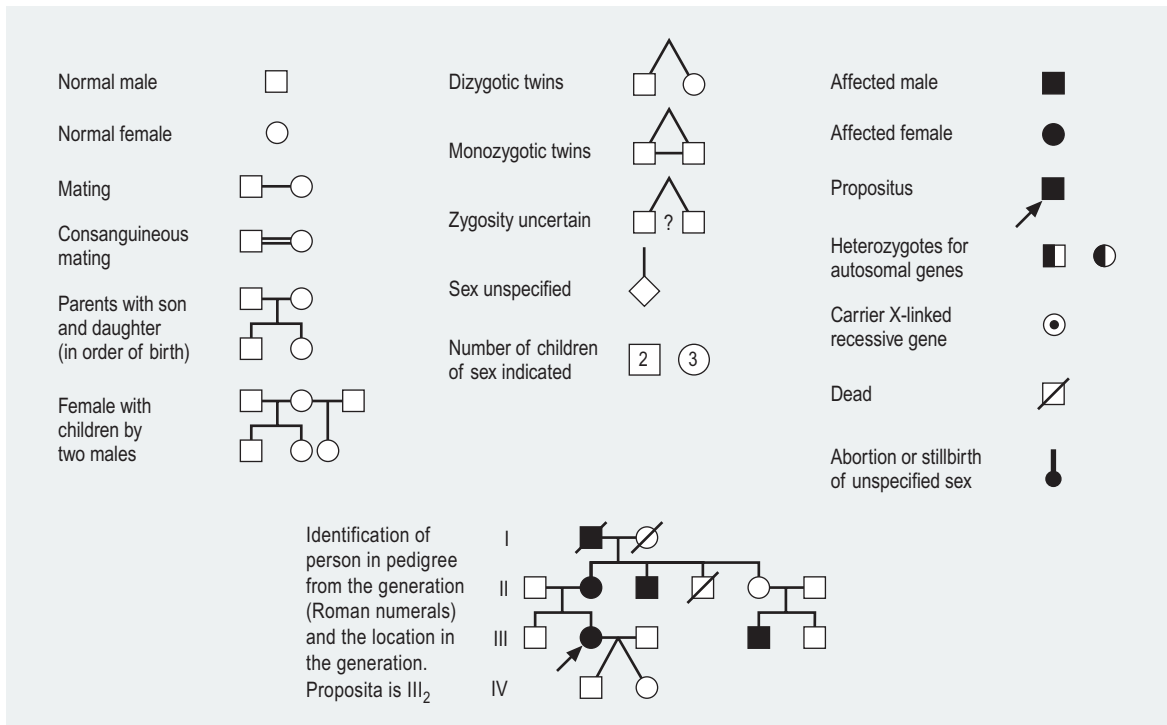 Normal male
Normal female
Mating
Consanguineous
mating
Parents with son
and daughter
(in order of birth)
Female with
children by
two males
Dizygotic twins
Monozygotic twins
Zygosity uncertain
?
Sex unspecified
Number of children
of sex indicated
2 3
Affected male
Affected female
Propositus
Heterozygotes for
autosomal genes
Carrier X-linked
recessive gene
Dead
Abortion or stillbirth
of unspecified sex
Identification of
person in pedigree
from the generation
(Roman numerals)
and the location in
the generation.
Proposita is III₂
I
II
III
IV